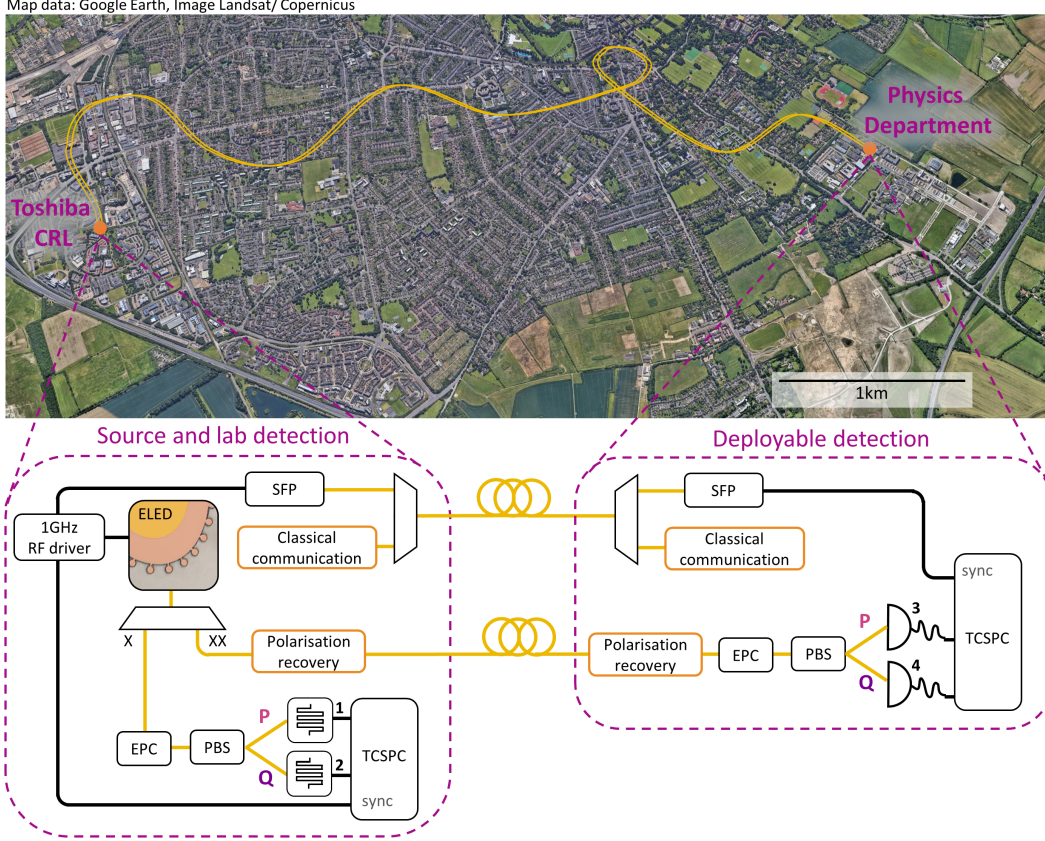 Map data: Google Earth, Image Landsat/ Copernicus
Physics
Department
Toshiba
CRL
1km
Source and lab detection
Deployable detection
SFP
SFP
1GHz
RF driver
ELED
Classical
communication
Classical
communication
sync
X
XX
Polarisation
recovery
Polarisation
recovery
EPC
PBS
P
3
Q
4
TCSPC
EPC
PBS
P
1
Q
2
TCSPC
sync